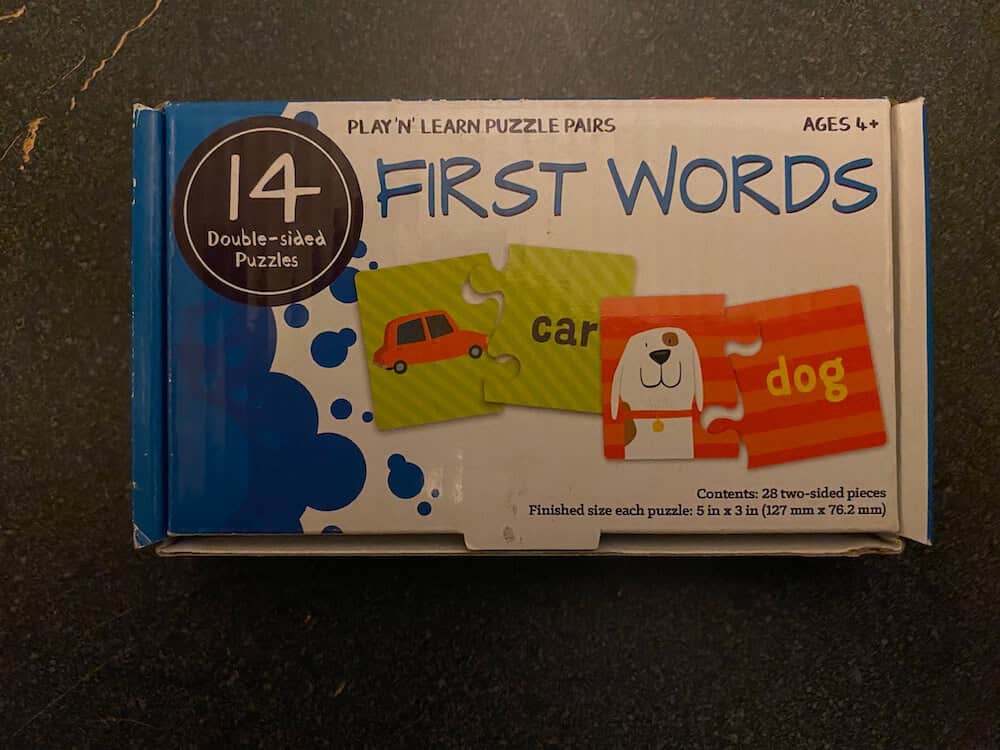 PLAY 'N' LEARN PUZZLE PAIRS
AGES 4+
14
Double-sided
Puzzles
FIRST WORDS
car
dog
Contents: 28 two-sided pieces
Finished size each puzzle: 5 in x 3 in (127 mm x 76.2 mm)